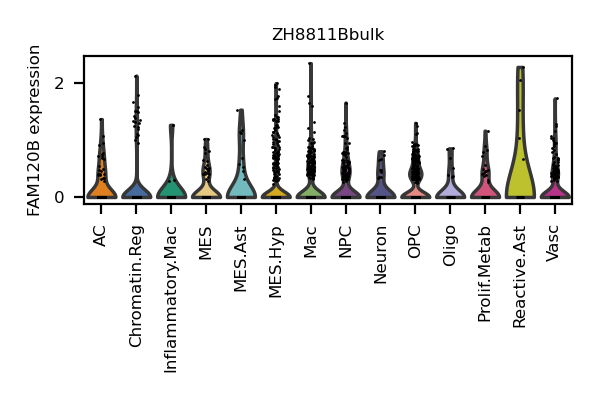 ZH8811Bbulk
FAM120B expression
2
0
AC
Chromatin.Reg
Inflammatory.Mac
MES
MES.Ast
MES.Hyp
Mac
NPC
Neuron
OPC
Oligo
Prolif.Metab
Reactive.Ast
Vasc